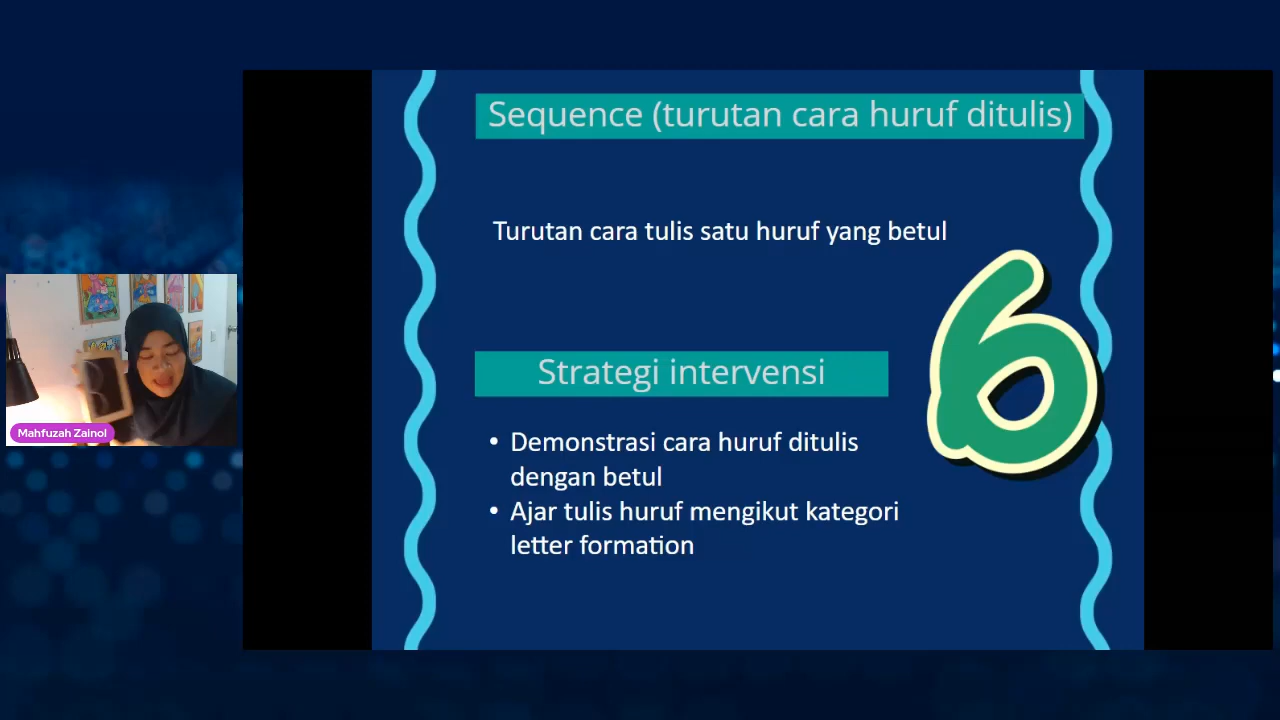 Sequence (turutan cara huruf ditulis)
Turutan cara tulis satu huruf yang betul
6
Strategi intervensi
• Demonstrasi cara huruf ditulis
dengan betul
• Ajar tulis huruf mengikut kategori
letter formation
Mahfuzah Zainol